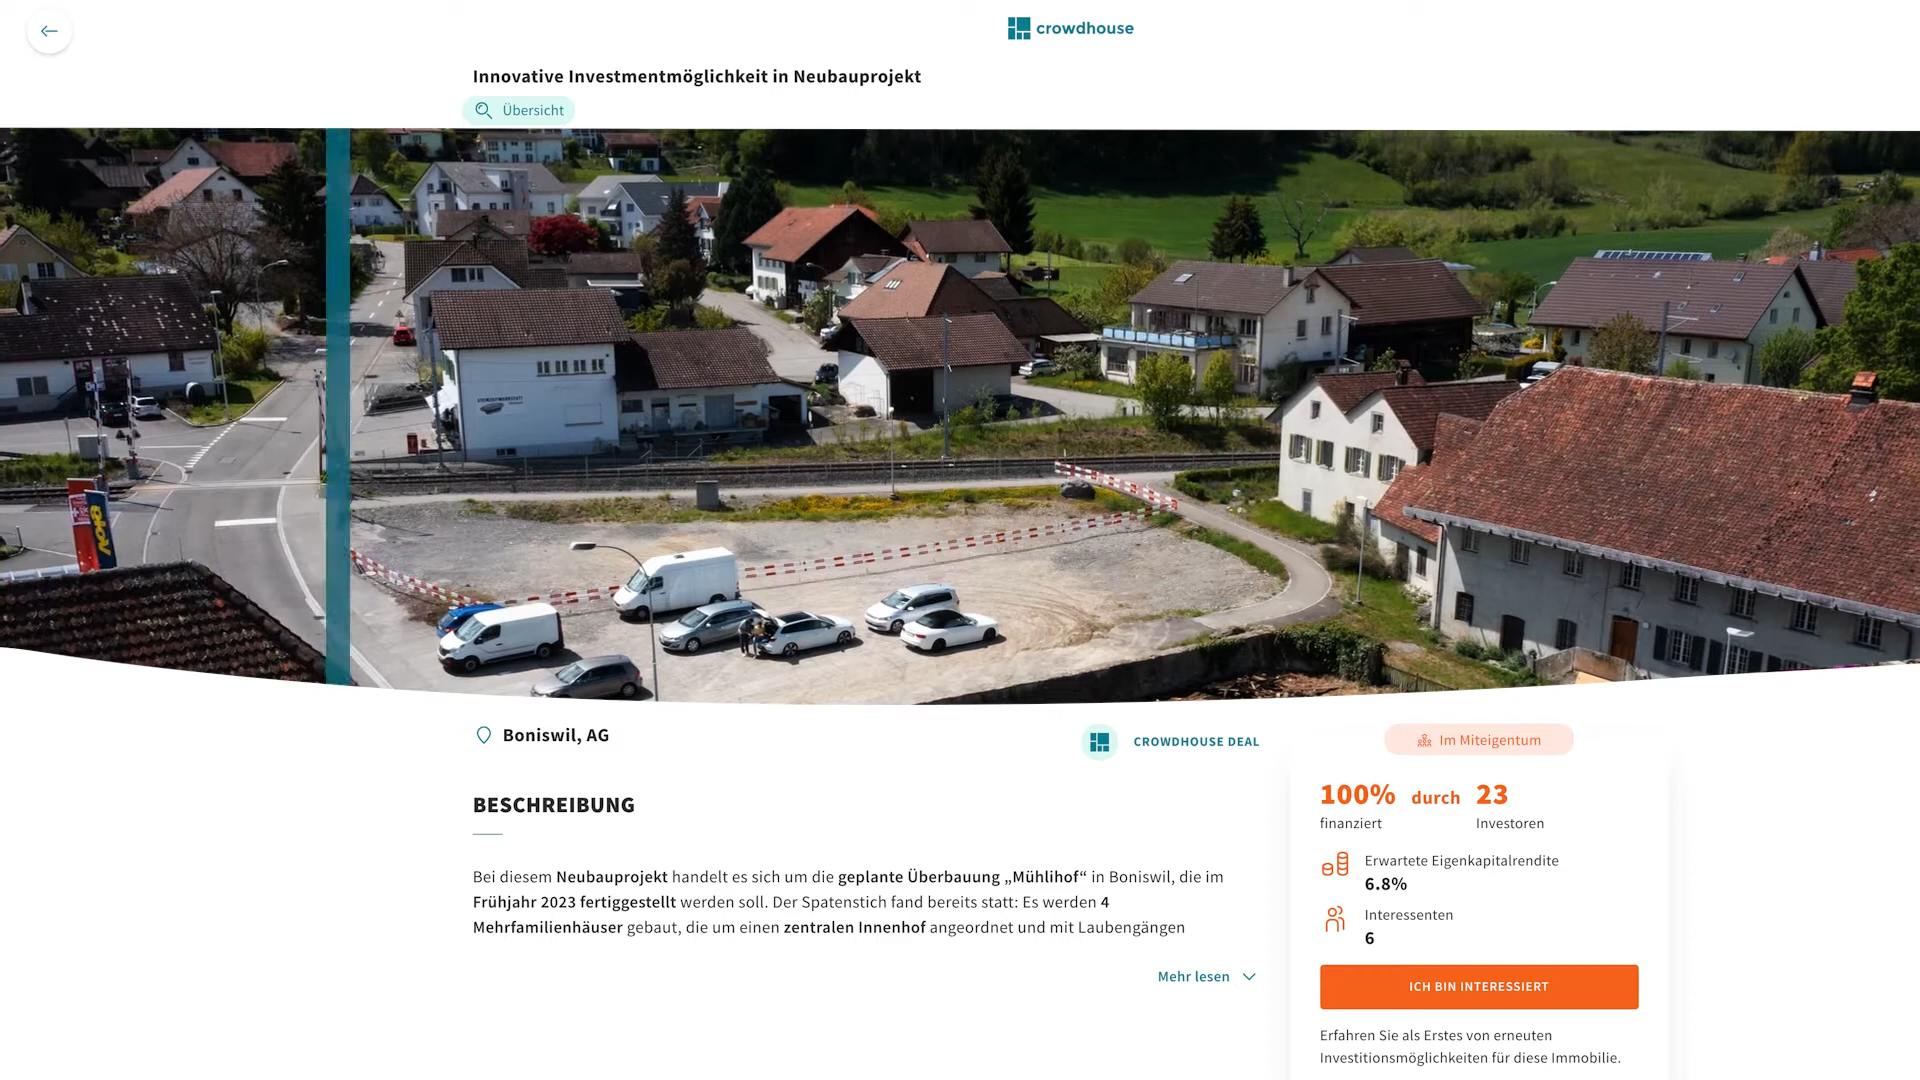 crowdhouse
Innovative Investmentmöglichkeit in Neubauprojekt
Übersicht
VOLG
Boniswil, AG
CROWDHOUSE DEAL
BESCHREIBUNG
Bei diesem Neubauprojekt handelt es sich um die geplante Überbauung „Mühlihof“ in Boniswil, die im
Frühjahr 2023 fertiggestellt werden soll. Der Spatenstich fand bereits statt: Es werden 4
Mehrfamilienhäuser gebaut, die um einen zentralen Innenhof angeordnet und mit Laubengängen
Mehr lesen
Im Miteigentum
100% durch 23
finanziert Investoren
Erwartete Eigenkapitalrendite
6.8%
Interessenten
6
ICH BIN INTERESSIERT
Erfahren Sie als Erstes von erneuten
Investitionsmöglichkeiten für diese Immobilie.